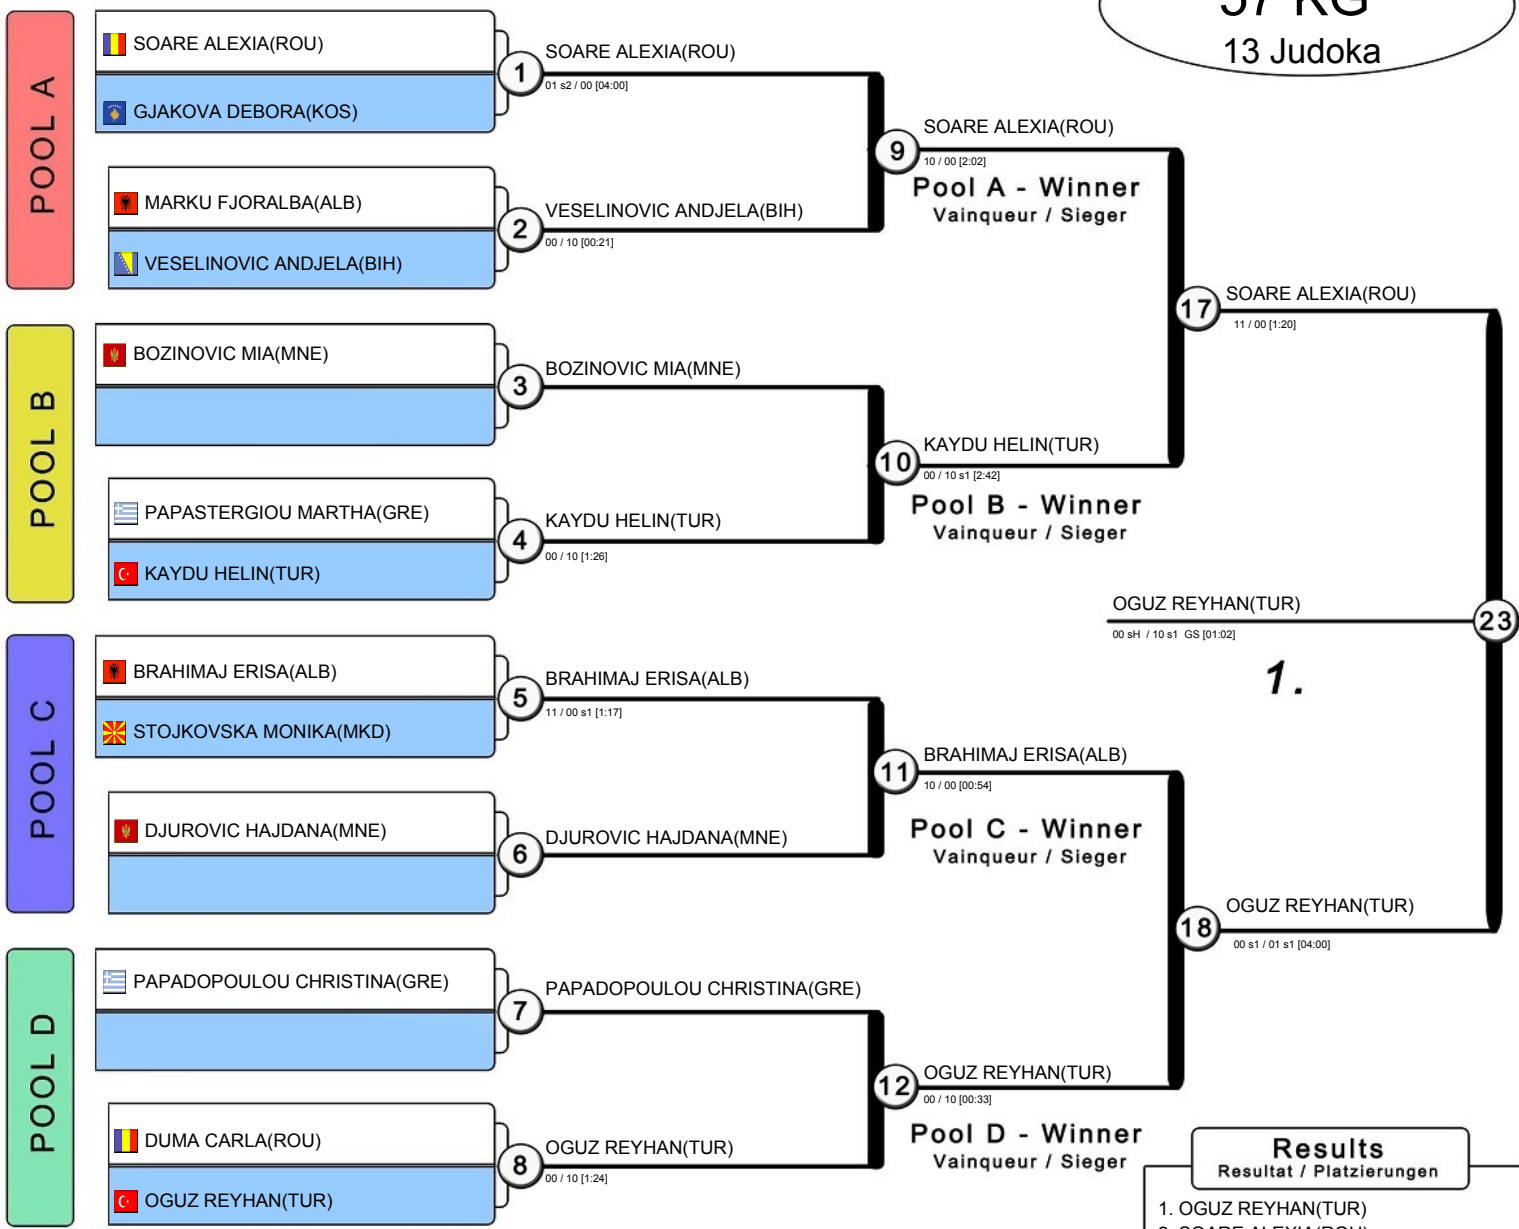 57 KG
13 Judoka
POOL A
SOARE ALEXIA(ROU)
GJAKOVA DEBORA(KOS)
1
SOARE ALEXIA(ROU)
01 s2 / 00 [04:00]
MARKU FJORALBA(ALB)
VESELINOVIC ANDJELA(BIH)
2
VESELINOVIC ANDJELA(BIH)
00 / 10 [00:21]
9
SOARE ALEXIA(ROU)
10 / 00 [2:02]
Pool A - Winner
Vainqueur / Sieger
POOL B
BOZINOVIC MIA(MNE)
3
BOZINOVIC MIA(MNE)
PAPASTERGIOU MARTHA(GRE)
KAYDU HELIN(TUR)
4
KAYDU HELIN(TUR)
00 / 10 [1:26]
10
KAYDU HELIN(TUR)
00 / 10 s1 [2:42]
Pool B - Winner
Vainqueur / Sieger
17
SOARE ALEXIA(ROU)
11 / 00 [1:20]
POOL C
BRAHIMAJ ERISA(ALB)
STOJKOVSKA MONIKA(MKD)
5
BRAHIMAJ ERISA(ALB)
11 / 00 s1 [1:17]
DJUROVIC HAJDANA(MNE)
6
DJUROVIC HAJDANA(MNE)
11
BRAHIMAJ ERISA(ALB)
10 / 00 [00:54]
Pool C - Winner
Vainqueur / Sieger
POOL D
PAPADOPOULOU CHRISTINA(GRE)
7
PAPADOPOULOU CHRISTINA(GRE)
DUMA CARLA(ROU)
OGUZ REYHAN(TUR)
8
OGUZ REYHAN(TUR)
00 / 10 [1:24]
12
OGUZ REYHAN(TUR)
00 / 10 [00:33]
Pool D - Winner
Vainqueur / Sieger
18
OGUZ REYHAN(TUR)
00 s1 / 01 s1 [04:00]
23
OGUZ REYHAN(TUR)
00 sH / 10 s1 GS [01:02]
1.
Results
Resultat / Platzierungen
1. OGUZ REYHAN(TUR)
2. SOARE ALEXIA(ROU)